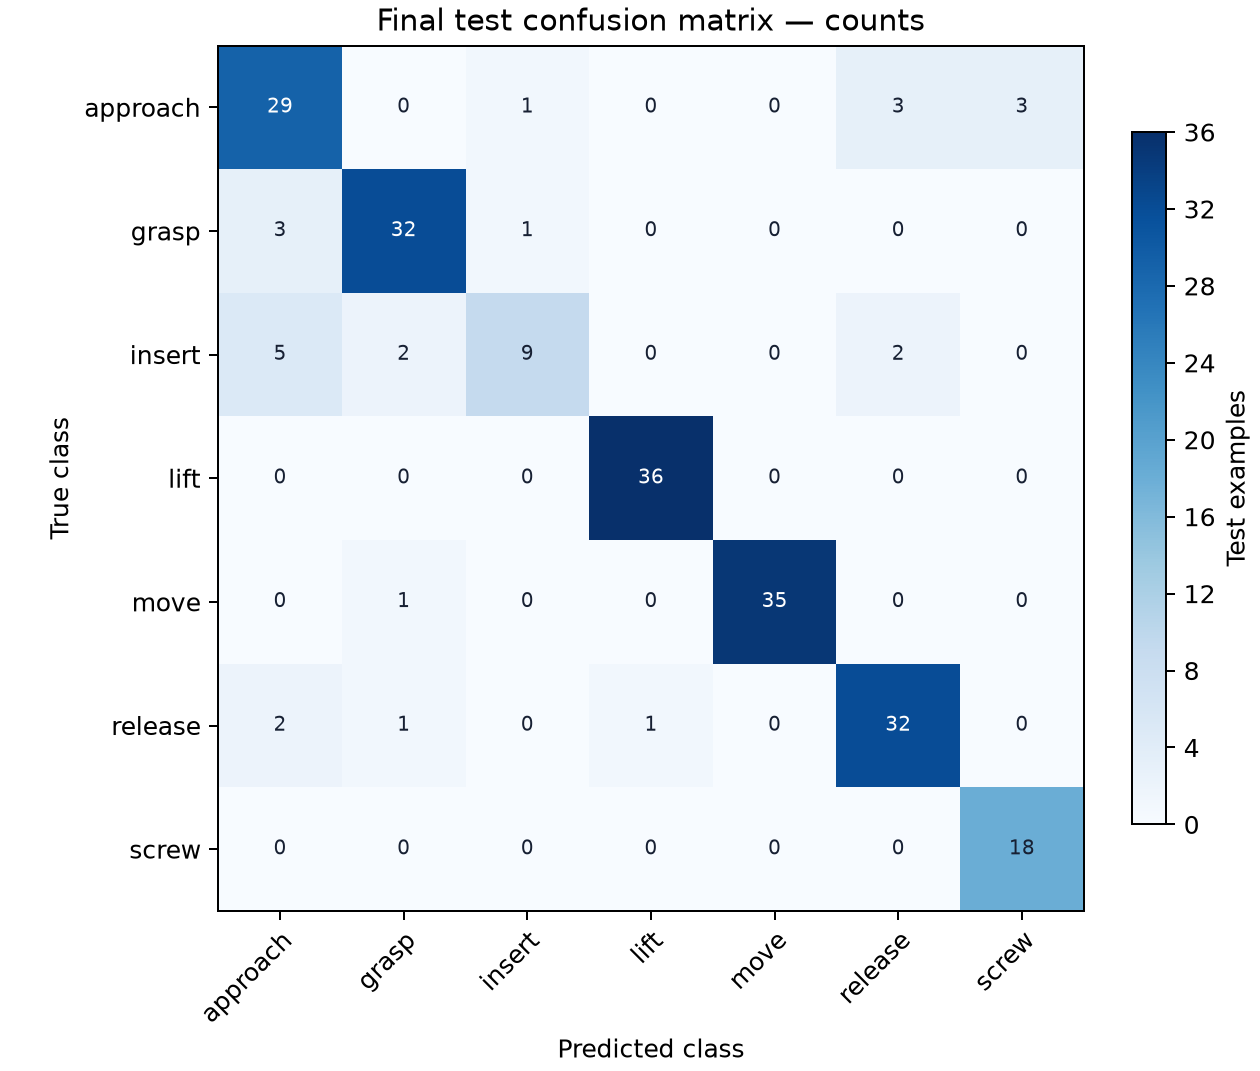 Final test confusion matrix — counts
approach 29 0 1 0 0 3 3
grasp 3 32 1 0 0 0 0
insert 5 2 9 0 0 2 0
lift 0 0 0 36 0 0 0
move 0 1 0 0 35 0 0
release 2 1 0 1 0 32 0
screw 0 0 0 0 0 0 18
approach grasp insert lift move release screw
Predicted class
True class
36
32
28
24
20
16
12
8
4
0
Test examples